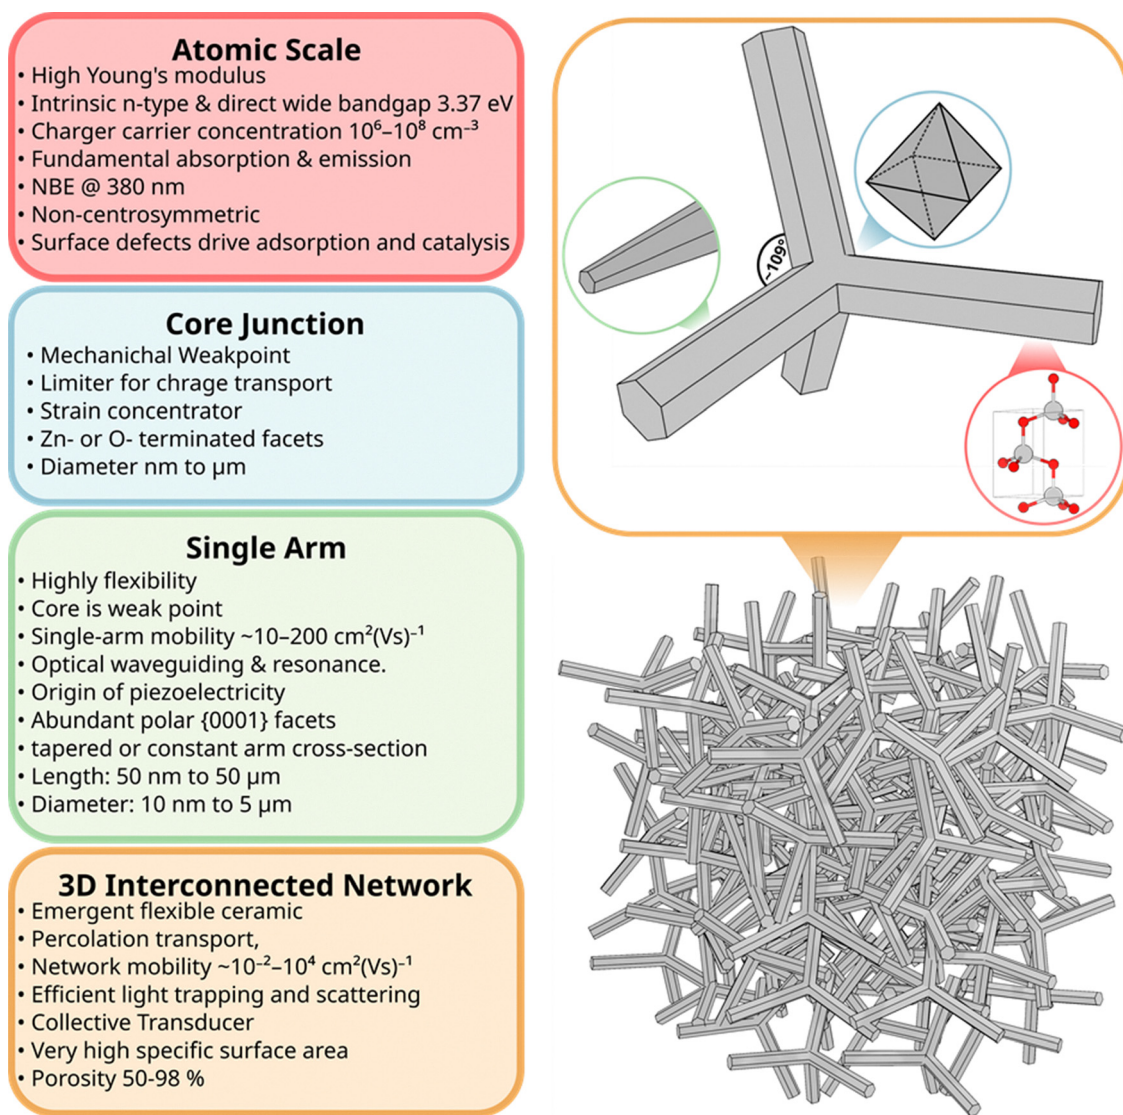 Atomic Scale
• High Young's modulus
• Intrinsic n-type & direct wide bandgap 3.37 eV
• Charger carrier concentration 10⁶–10⁸ cm⁻³
• Fundamental absorption & emission
• NBE @ 380 nm
• Non-centrosymmetric
• Surface defects drive adsorption and catalysis
Core Junction
• Mechanichal Weakpoint
• Limiter for chrage transport
• Strain concentrator
• Zn- or O- terminated facets
• Diameter nm to µm
Single Arm
• Highly flexibility
• Core is weak point
• Single-arm mobility ~10–200 cm²(Vs)⁻¹
• Optical waveguiding & resonance.
• Origin of piezoelectricity
• Abundant polar {0001} facets
• tapered or constant arm cross-section
• Length: 50 nm to 50 µm
• Diameter: 10 nm to 5 µm
3D Interconnected Network
• Emergent flexible ceramic
• Percolation transport,
• Network mobility ~10⁻²–10⁴ cm²(Vs)⁻¹
• Efficient light trapping and scattering
• Collective Transducer
• Very high specific surface area
• Porosity 50-98 %
~109°